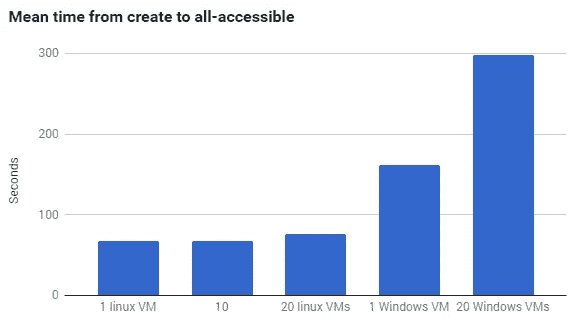 Mean time from create to all-accessible
300
200
100
0
Seconds
1 linux VM 10 20 linux VMs 1 Windows VM 20 Windows VMs